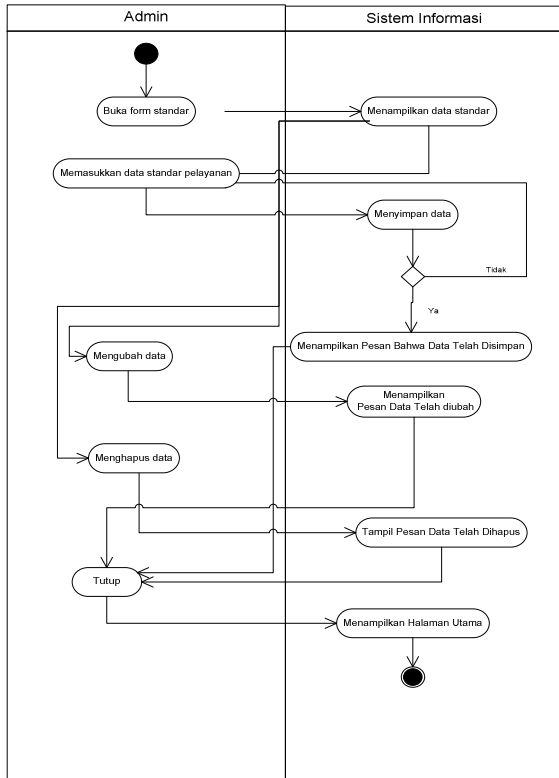 Admin
Sistem Informasi
Buka form standar
Menampilkan data standar
Memasukkan data standar pelayanan
Menyimpan data
Tidak
Ya
Menampilkan Pesan Bahwa Data Telah Disimpan
Mengubah data
Menampilkan
Pesan Data Telah diubah
Menghapus data
Tampil Pesan Data Telah Dihapus
Tutup
Menampilkan Halaman Utama